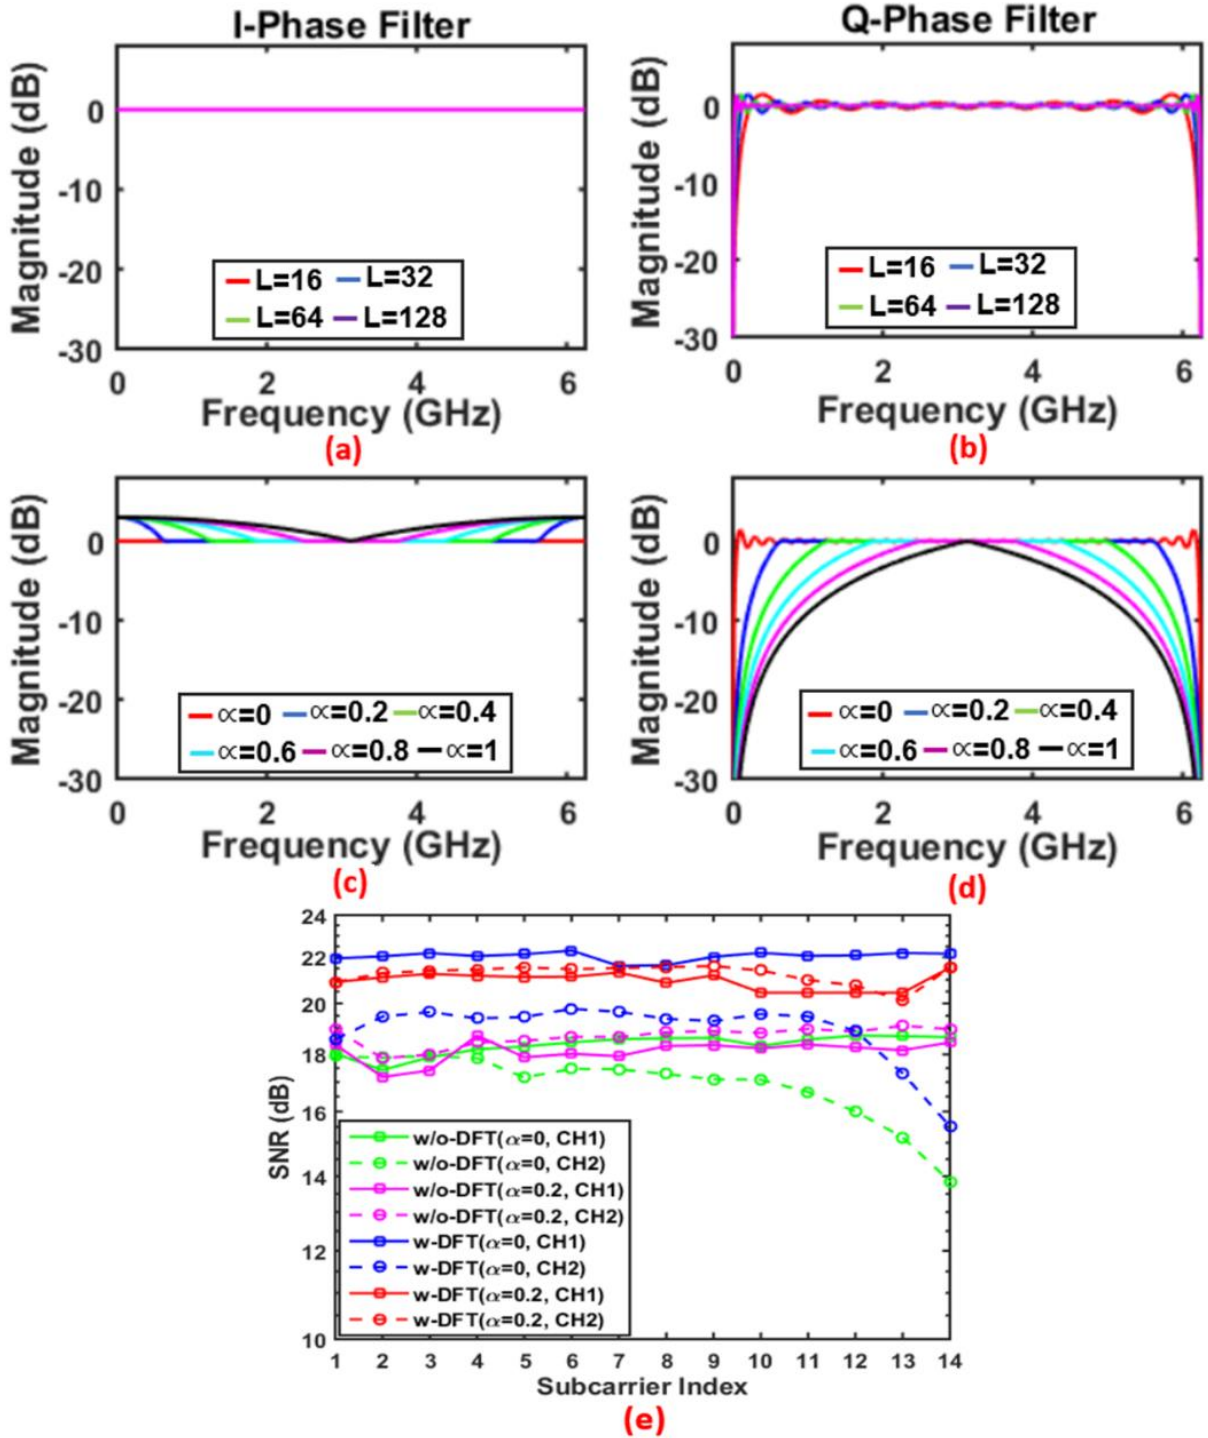 I-Phase Filter
Magnitude (dB)
0
-10
-20
-30
L=16 L=32
L=64 L=128
0 2 4 6
Frequency (GHz)
(a)
Q-Phase Filter
Magnitude (dB)
0
-10
-20
-30
L=16 L=32
L=64 L=128
0 2 4 6
Frequency (GHz)
(b)
Magnitude (dB)
0
-10
-20
-30
∝=0 ∝=0.2 ∝=0.4
∝=0.6 ∝=0.8 ∝=1
0 2 4 6
Frequency (GHz)
(c)
Magnitude (dB)
0
-10
-20
-30
∝=0 ∝=0.2 ∝=0.4
∝=0.6 ∝=0.8 ∝=1
0 2 4 6
Frequency (GHz)
(d)
SNR (dB)
24
22
20
18
16
14
12
10
w/o-DFT(α=0, CH1)
w/o-DFT(α=0, CH2)
w/o-DFT(α=0.2, CH1)
w/o-DFT(α=0.2, CH2)
w-DFT(α=0, CH1)
w-DFT(α=0, CH2)
w-DFT(α=0.2, CH1)
w-DFT(α=0.2, CH2)
1 2 3 4 5 6 7 8 9 10 11 12 13 14
Subcarrier Index
(e)